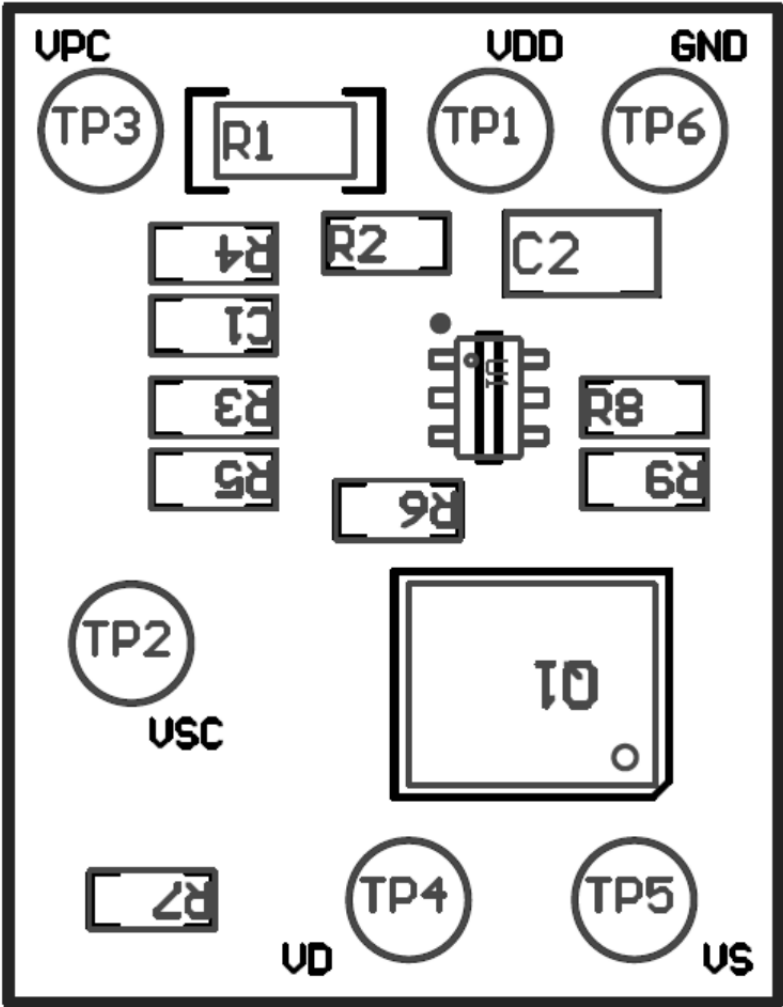 VPC VDD GND
TP3 R1 TP1 TP6
R4 R2 C2
C1
U1
R3 R8
R5 R9
R6
TP2
Q1
VSC
R7 TP4 TP5
VD VS